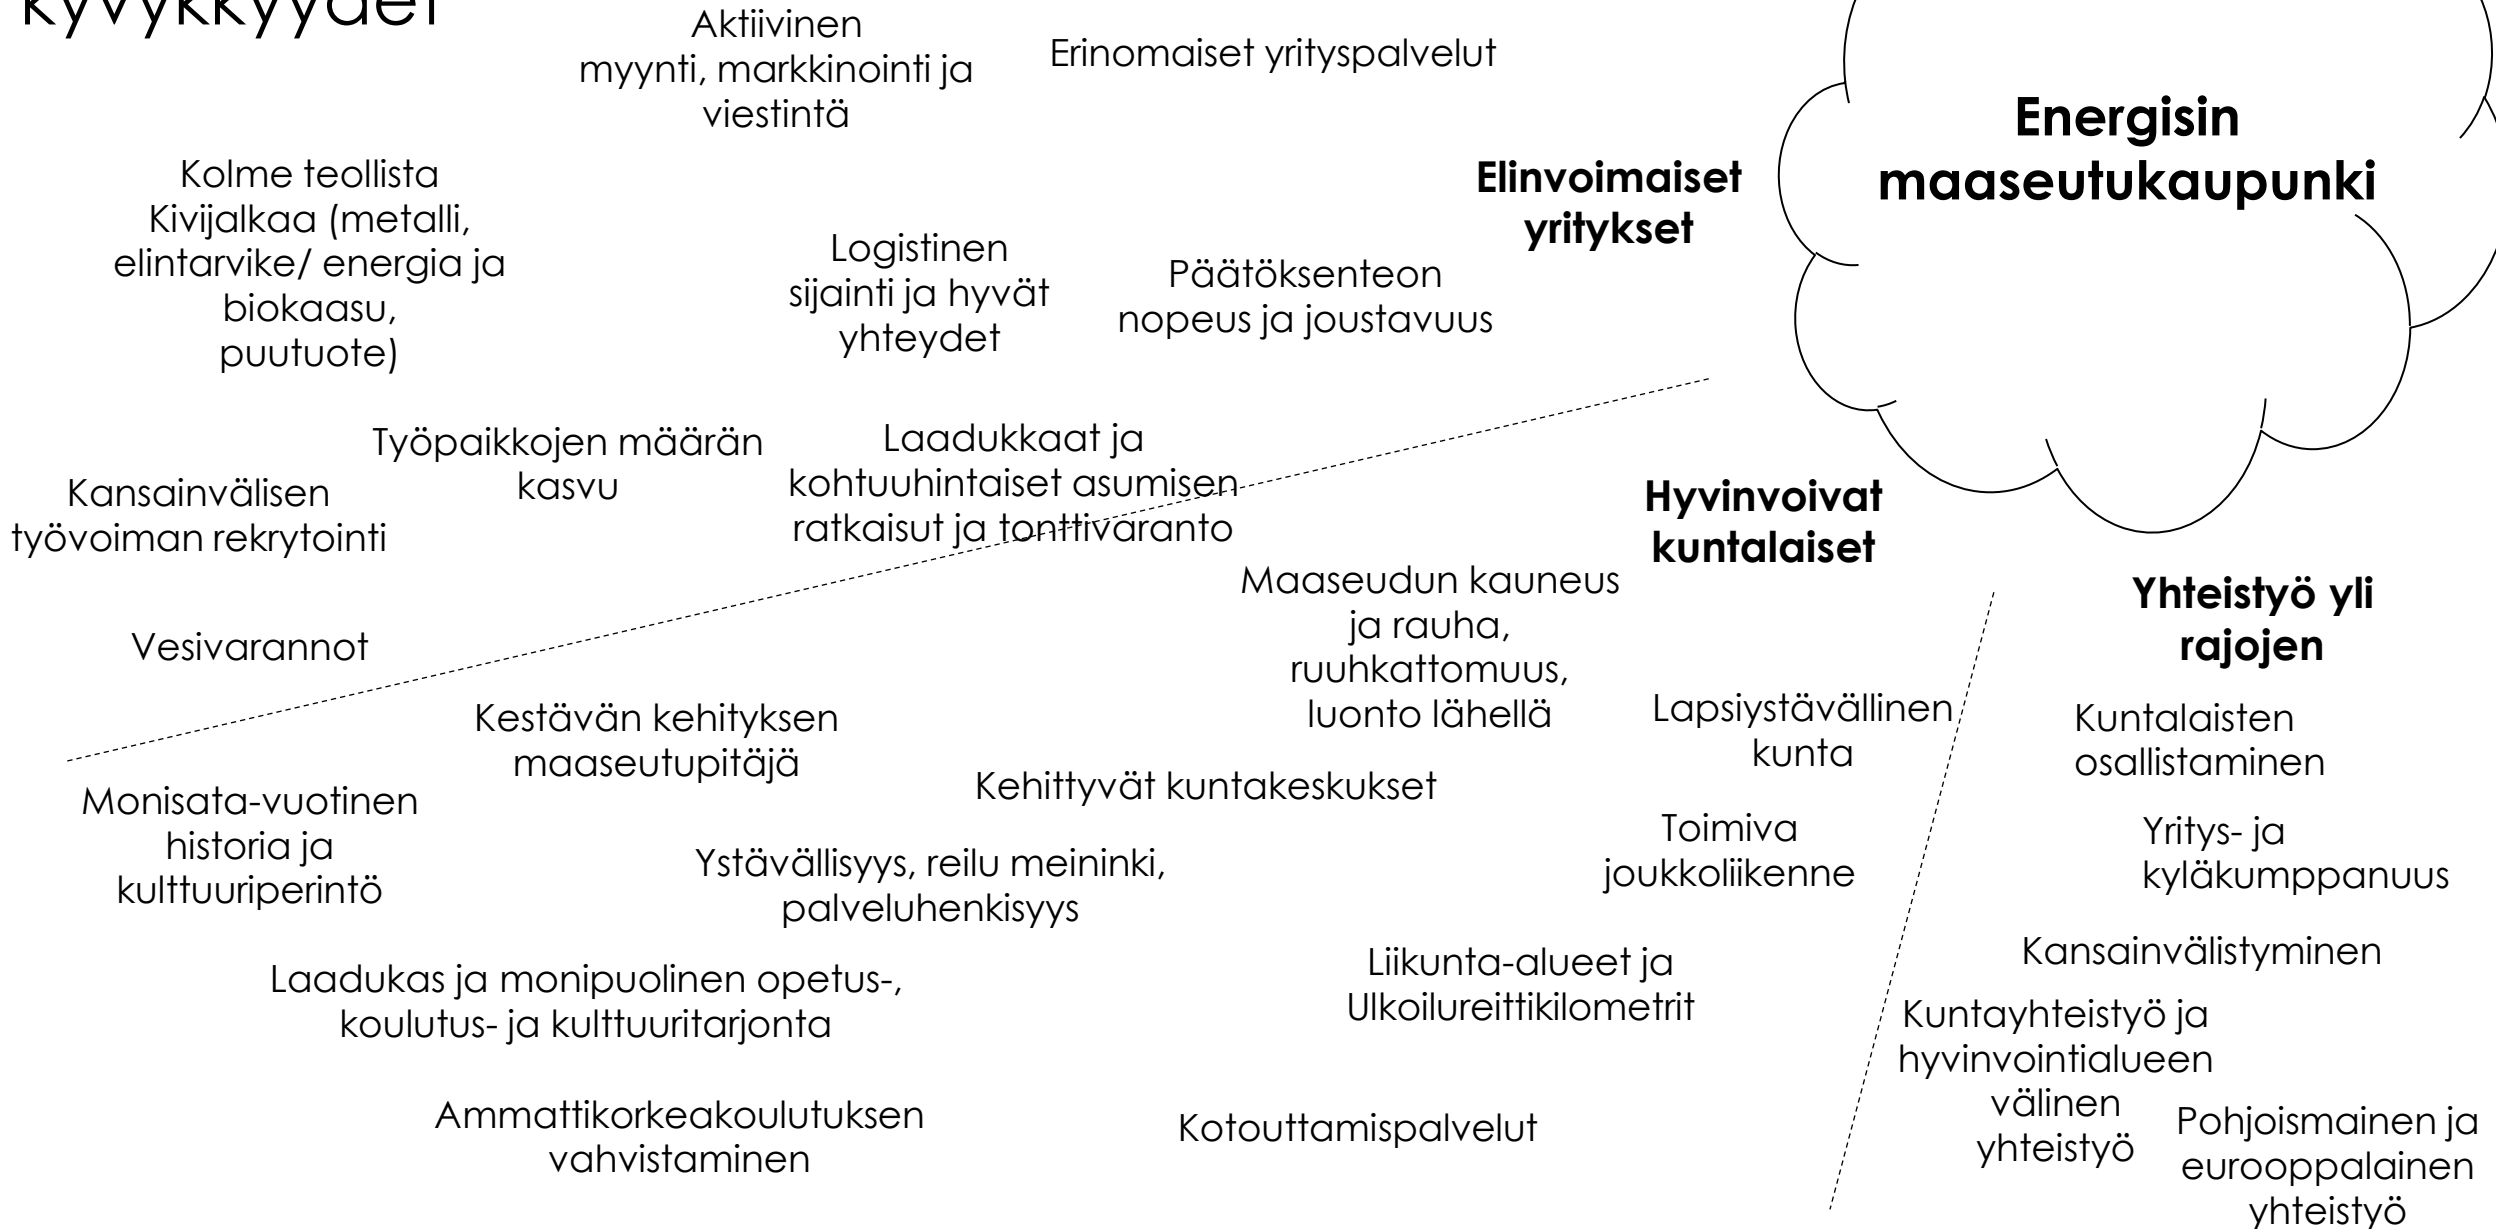 kyvykkyydet
Aktiivinen
myynti, markkinointi ja
viestintä
Erinomaiset yrityspalvelut
Energisin
maaseutukaupunki
Kolme teollista
Kivijalkaa (metalli,
elintarvike/ energia ja
biokaasu,
puutuote)
Elinvoimaiset
yritykset
Logistinen
sijainti ja hyvät
yhteydet
Päätöksenteon
nopeus ja joustavuus
Työpaikkojen määrän
kasvu
Laadukkaat ja
kohtuuhintaiset asumisen
ratkaisut ja tonttivaranto
Kansainvälisen
työvoiman rekrytointi
Vesivarannot
Hyvinvoivat
kuntalaiset
Maaseudun kauneus
ja rauha,
ruuhkattomuus,
luonto lähellä
Kestävän kehityksen
maaseutupitäjä
Lapsiystävällinen
kunta
Kehittyvät kuntakeskukset
Monisata-vuotinen
historia ja
kulttuuriperintö
Ystävällisyys, reilu meininki,
palveluhenkisyys
Toimiva
joukkoliikenne
Laadukas ja monipuolinen opetus-,
koulutus- ja kulttuuritarjonta
Liikunta-alueet ja
Ulkoilureittikilometrit
Ammattikorkeakoulutuksen
vahvistaminen
Kotouttamispalvelut
Yhteistyö yli
rajojen
Kuntalaisten
osallistaminen
Yritys- ja
kyläkumppanuus
Kansainvälistyminen
Kuntayhteistyö ja
hyvinvointialueen
välinen
yhteistyö
Pohjoismainen ja
eurooppalainen
yhteistyö